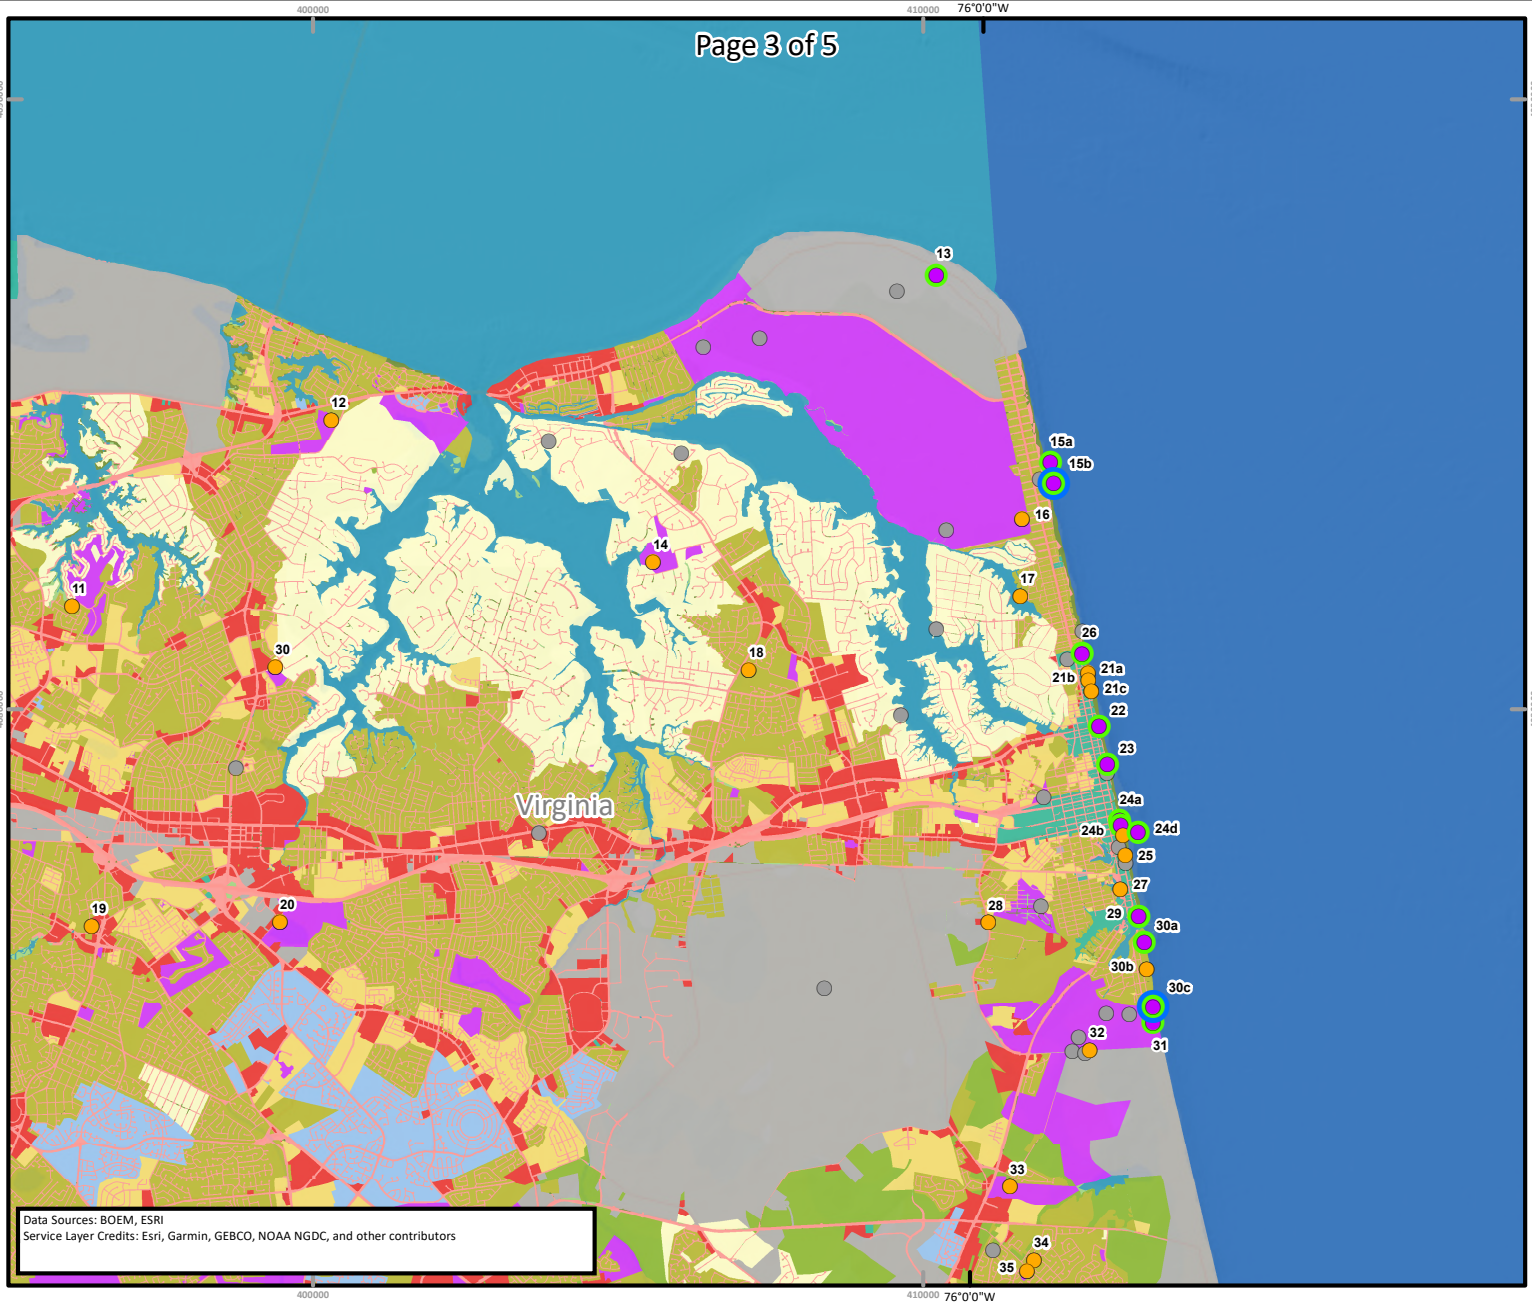 400000
410000
76°0'0"W
Page 3 of 5
13
12
15a
15b
16
14
17
11
26
30
18
21a
21b
21c
22
23
Virginia
24a
24b
24d
25
27
19
20
28
29
30a
30b
30c
32
31
33
34
35
Data Sources: BOEM, ESRI
Service Layer Credits: Esri, Garmin, GEBCO, NOAA NGDC, and other contributors
400000
410000
76°0'0"W